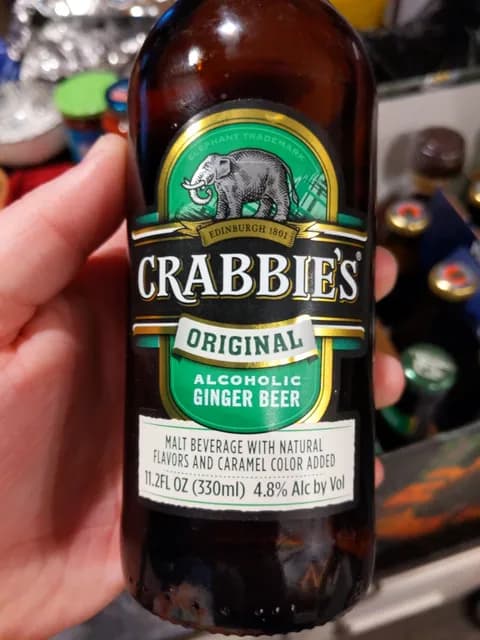 ELEPHANT TRADEMARK
EDINBURGH 1801
CRABBIE'S®
ORIGINAL
ALCOHOLIC
GINGER BEER
MALT BEVERAGE WITH NATURAL
FLAVORS AND CARAMEL COLOR ADDED
11.2FL OZ (330ml) 4.8% Alc by Vol